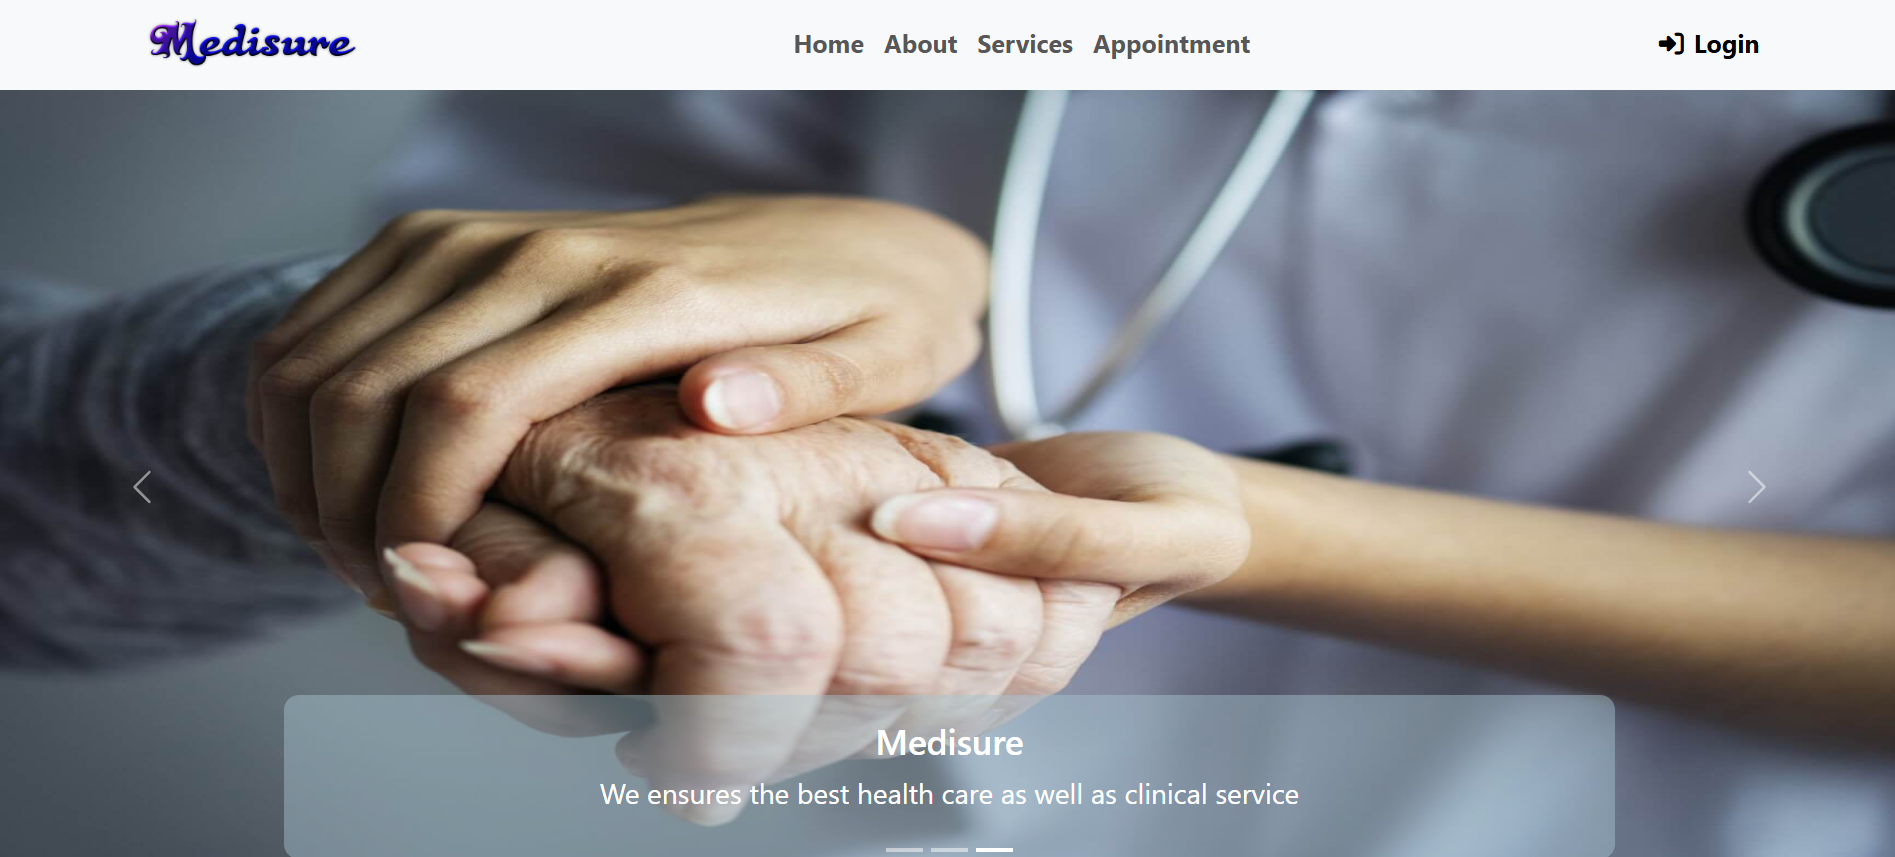 Medisure
Home About Services Appointment
Login
Medisure
We ensures the best health care as well as clinical service